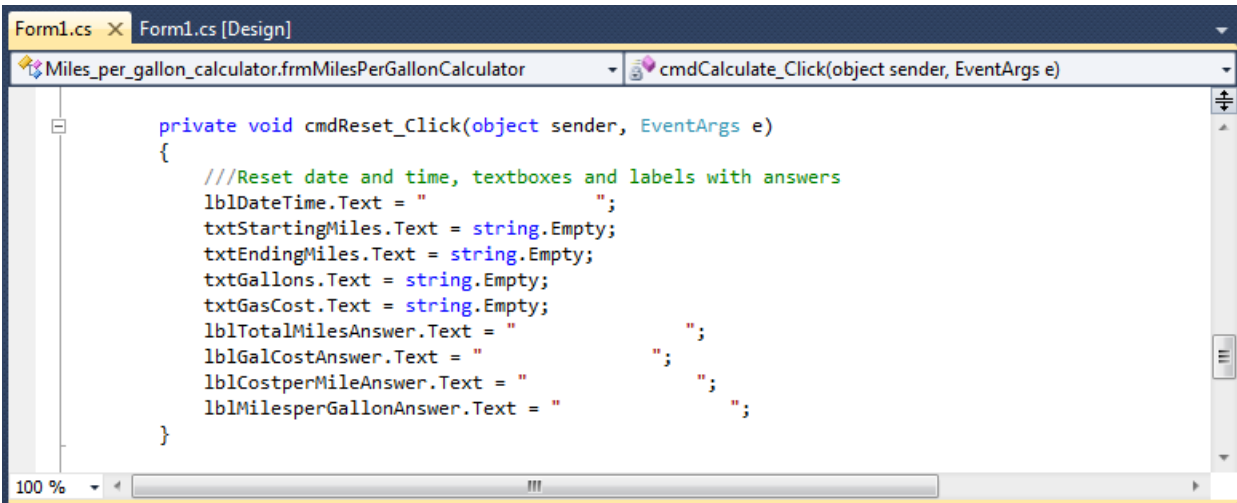 Form1.cs X Form1.cs [Design]
Miles_per_gallon_calculator.frmMilesPerGallonCalculator cmdCalculate_Click(object sender, EventArgs e)
private void cmdReset_Click(object sender, EventArgs e)
{
///Reset date and time, textboxes and labels with answers
lblDateTime.Text = "               ";
txtStartingMiles.Text = string.Empty;
txtEndingMiles.Text = string.Empty;
txtGallons.Text = string.Empty;
txtGasCost.Text = string.Empty;
lblTotalMilesAnswer.Text = "               ";
lblGalCostAnswer.Text = "               ";
lblCostperMileAnswer.Text = "               ";
lblMilesperGallonAnswer.Text = "               ";
}
100 %